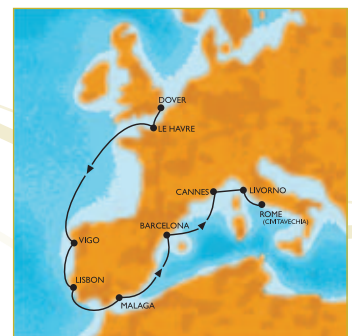 DOVER
LE HAVRE
CANNES
LIVORNO
ROME
(CIVITAVECHIA)
BARCELONA
VIGO
LISBON
MALAGA